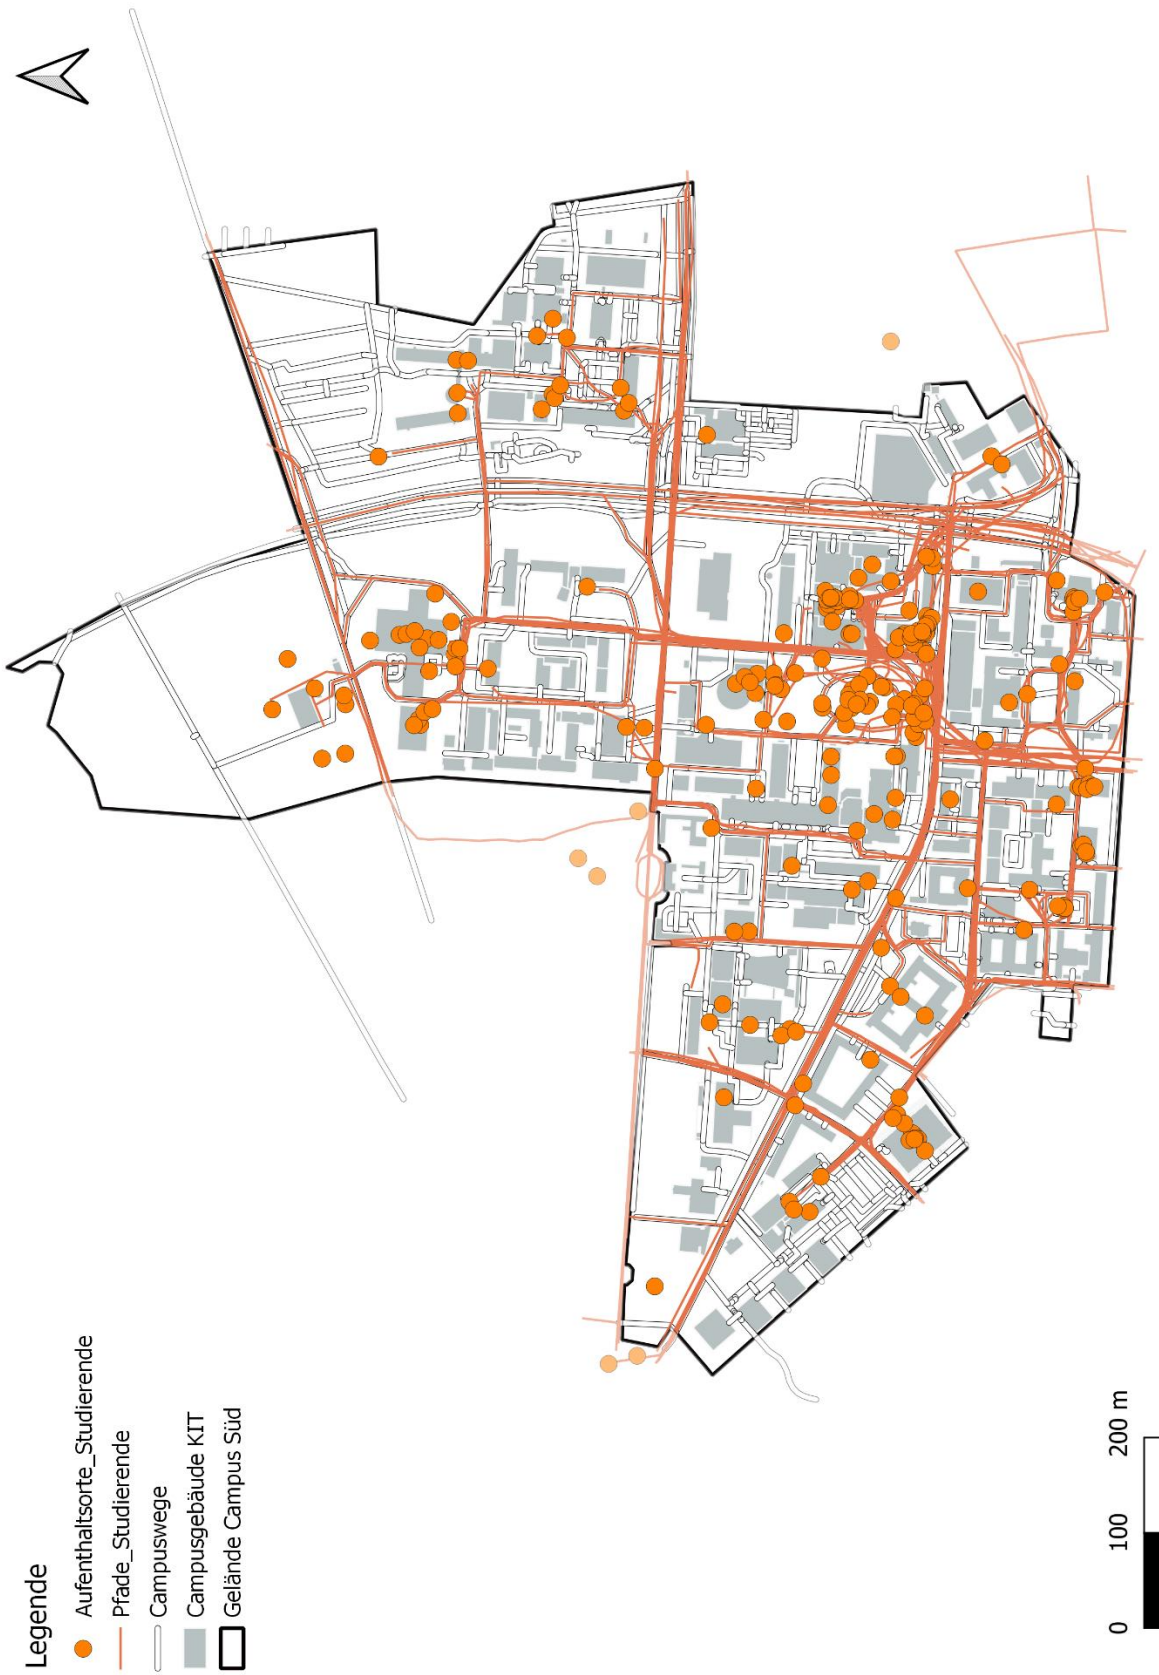 Legende
Aufenthaltsorte_Studierende
Pfade_Studierende
Campuswege
Campusgebäude KIT
Gelände Campus Süd
0 100 200 m